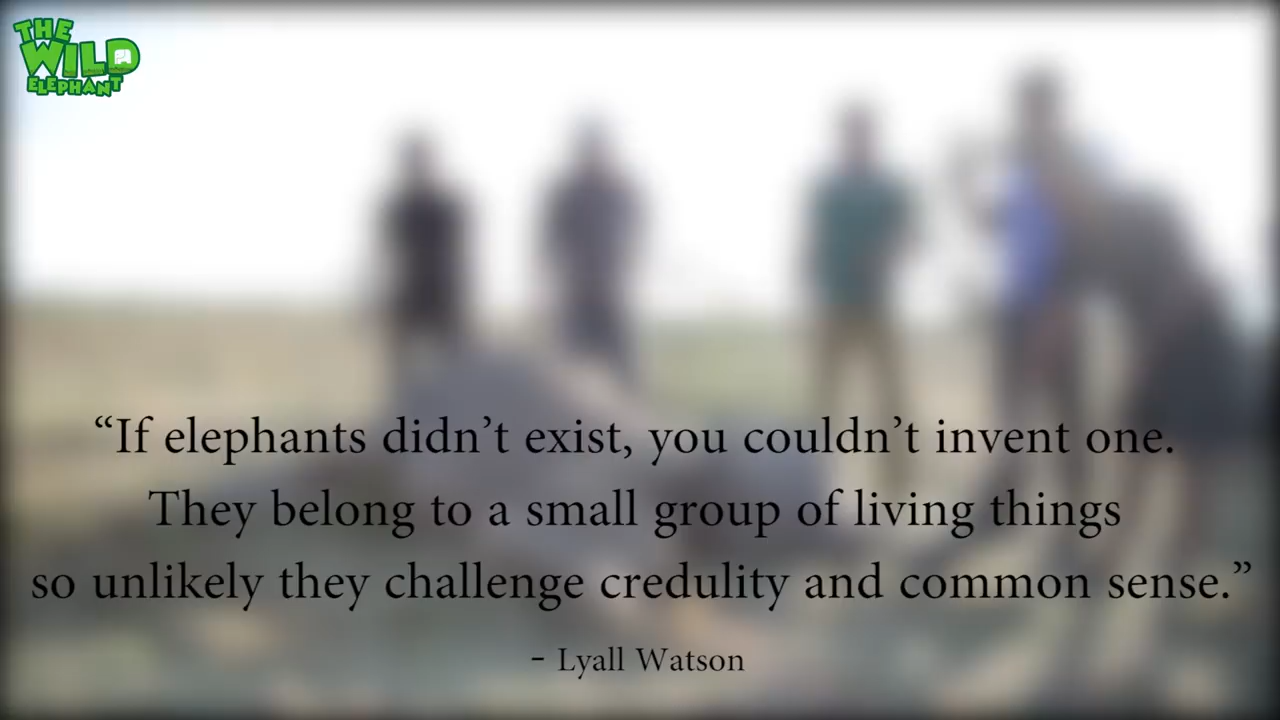 THE
WILD
ELEPHANT
“If elephants didn’t exist, you couldn’t invent one.
They belong to a small group of living things
so unlikely they challenge credulity and common sense.”
- Lyall Watson